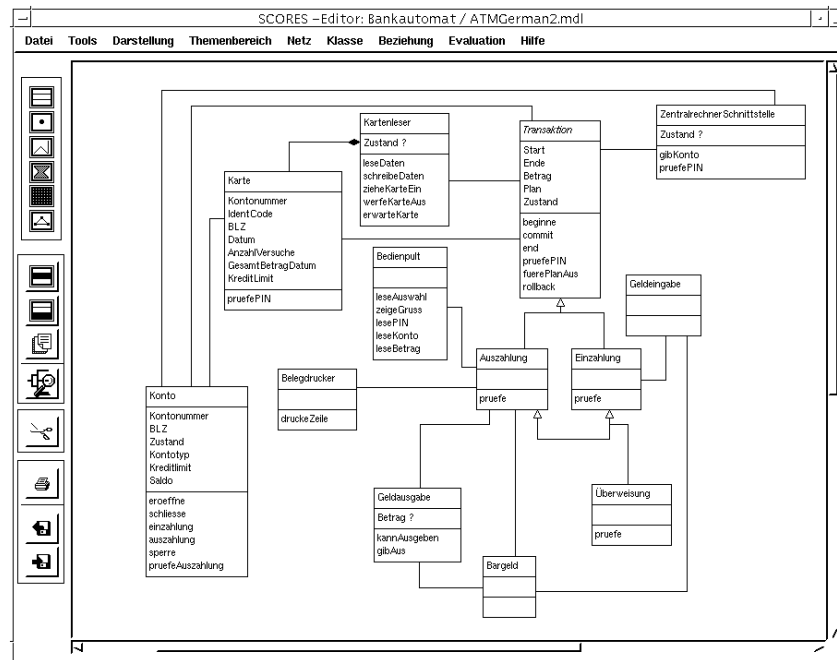 SCORES -Editor: Bankautomat / ATMGerman2.mdl
Datei Tools Darstellung Themenbereich Netz Klasse Beziehung Evaluation Hilfe
Kartenleser
Zustand ?
leseDaten
schreibeDaten
zieheKarteEin
werfeKarteAus
erwarteKarte
Transaktion
Start
Ende
Betrag
Plan
Zustand
beginne
commit
end
pruefePIN
fuerePlanAus
rollback
ZentralrechnerSchnittstelle
Zustand ?
gibKonto
pruefePIN
Karte
Kontonummer
IdentCode
BLZ
Datum
AnzahlVersuche
GesamtBetragDatum
KreditLimit
pruefePIN
Bedienpult
leseAuswahl
zeigeGruss
lesePIN
leseKonto
leseBetrag
Geldeingabe
Auszahlung
pruefe
Einzahlung
pruefe
Belegdrucker
druckeZeile
Konto
Kontonummer
BLZ
Zustand
Kontotyp
Kreditlimit
Saldo
eroeffne
schliesse
einzahlung
auszahlung
sperre
pruefeAuszahlung
Geldausgabe
Betrag ?
kannAusgeben
gibAus
Überweisung
pruefe
Bargeld